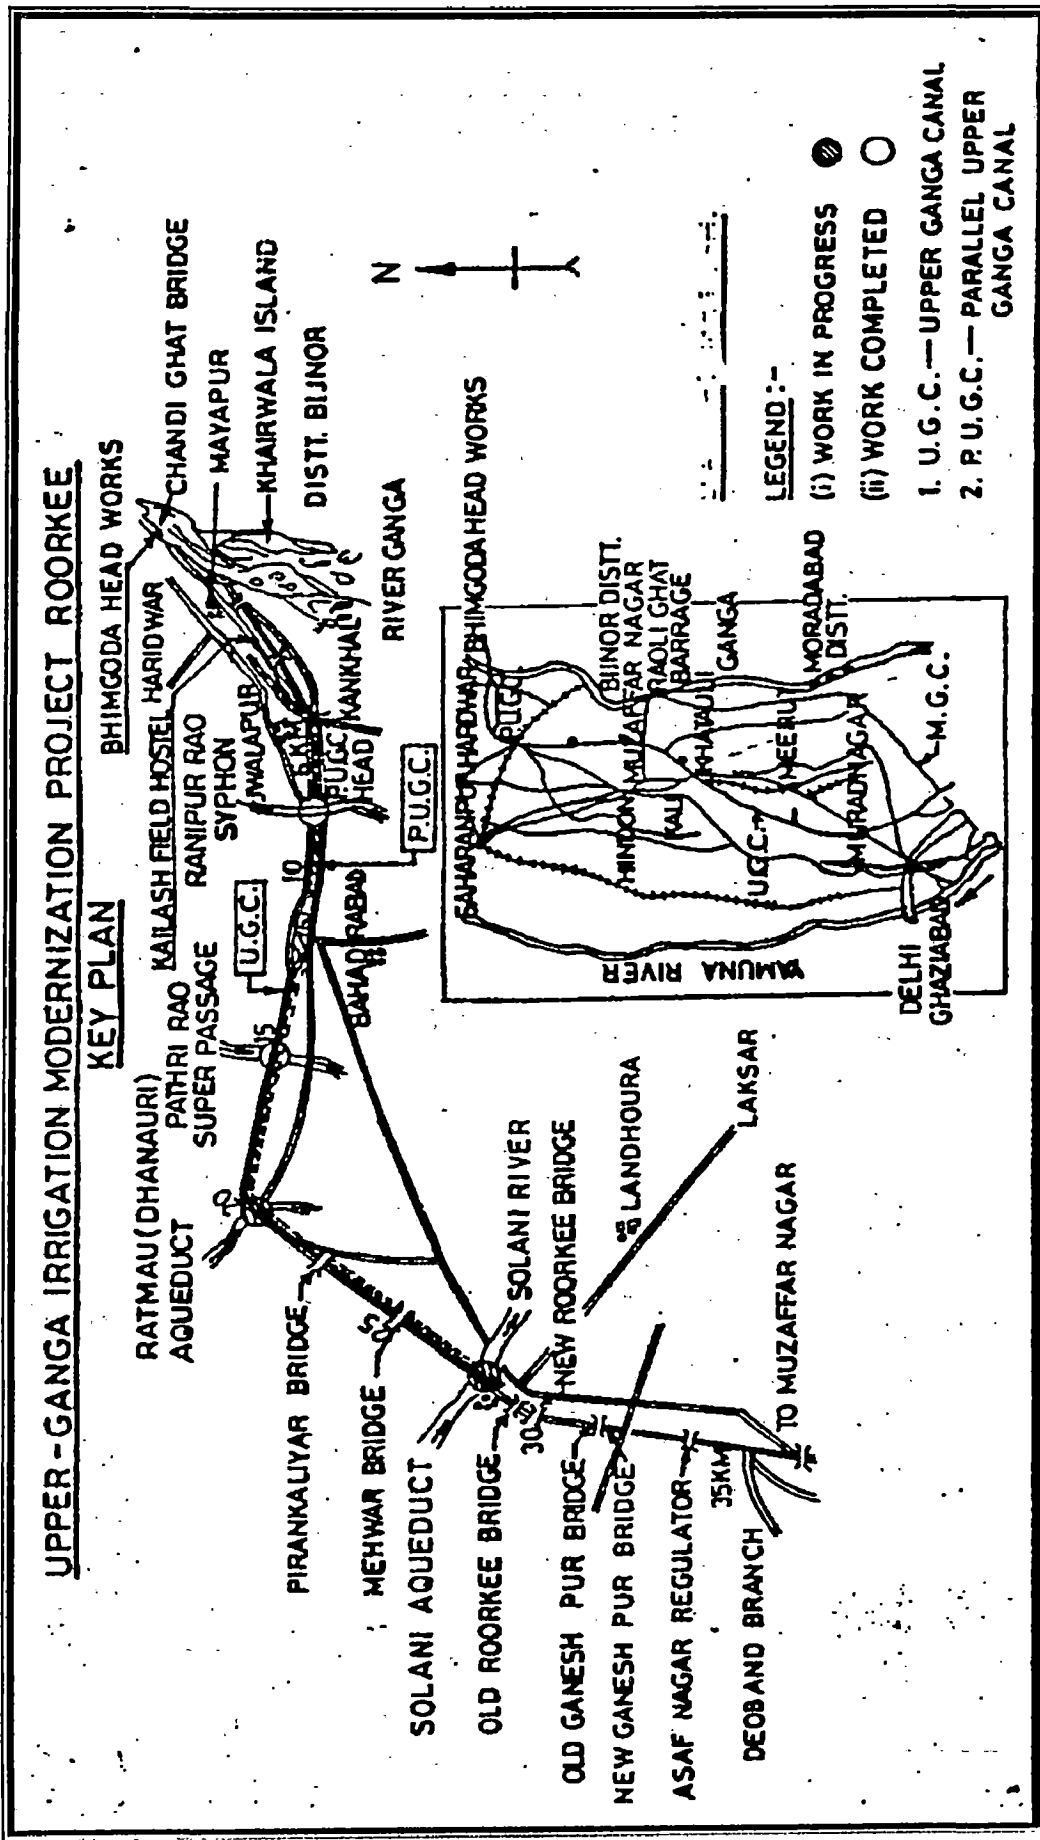 UPPER-GANGA IRRIGATION MODERNIZATION PROJECT ROORKEE
KEY PLAN
BHIMGODA HEAD WORKS
CHANDI GHAT BRIDGE
MAYAPUR
KHAIRWALA ISLAND
DISTT. BIJNOR
RIVER GANGA
HARIDWAR
KAILASH FIELD HOSTEL
RANIPUR RAO
SYPHON
JWALAPUR
KANKHAL
P.U.G.C.
HEAD
P.U.G.C.
U.G.C.
10
15
RATMAU (DHANAURI)
AQUEDUCT
PATHRI RAO
SUPER PASSAGE
PIRANKALIYAR BRIDGE
MEHWAR BRIDGE
SOLANI AQUEDUCT
OLD ROORKEE BRIDGE
SOLANI RIVER
NEW ROORKEE BRIDGE
30
OLD GANESH PUR BRIDGE
NEW GANESH PUR BRIDGE
ASAF NAGAR REGULATOR
35KM
DEOBAND BRANCH
TO MUZAFFAR NAGAR
LANDHOURA
LAKSAR
N
SAHARANPUR
HARDWAR
BHIMGODA HEAD WORKS
P.U.G.C.
BIJNOR DISTT.
MUZAFFAR NAGAR
RAOLI GHAT
BARRAGE
HINDON
KALI
KHATAULI
GANGA
U.G.C.
MEERUT
MORADABAD
DISTT.
MURADNAGAR
M.G.C.
YAMUNA RIVER
DELHI
GHAZIABAD
LEGEND :-
(i) WORK IN PROGRESS
(ii) WORK COMPLETED
1. U.G.C.—UPPER GANGA CANAL
2. P.U.G.C.—PARALLEL UPPER
GANGA CANAL